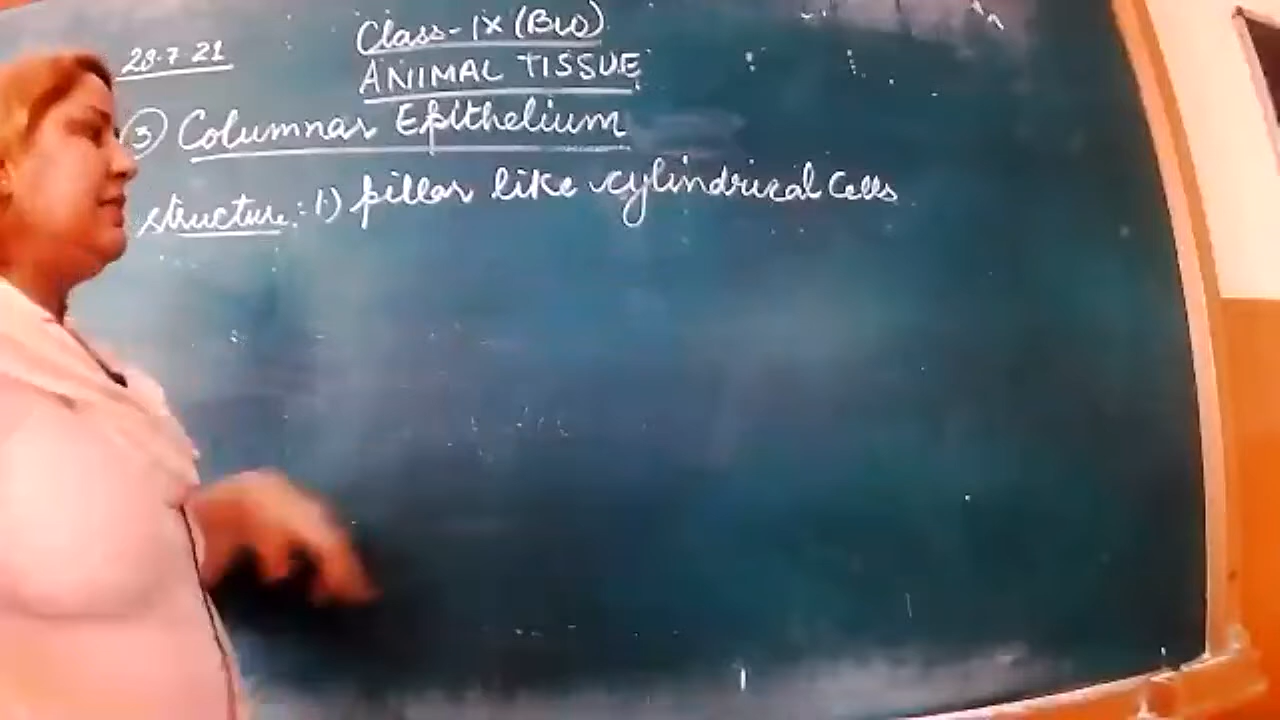 28.7.21
Class-IX (Bio)
ANIMAL TISSUE
③ Columnar Epithelium
structure:- 1) pillar like cylindrical Cells